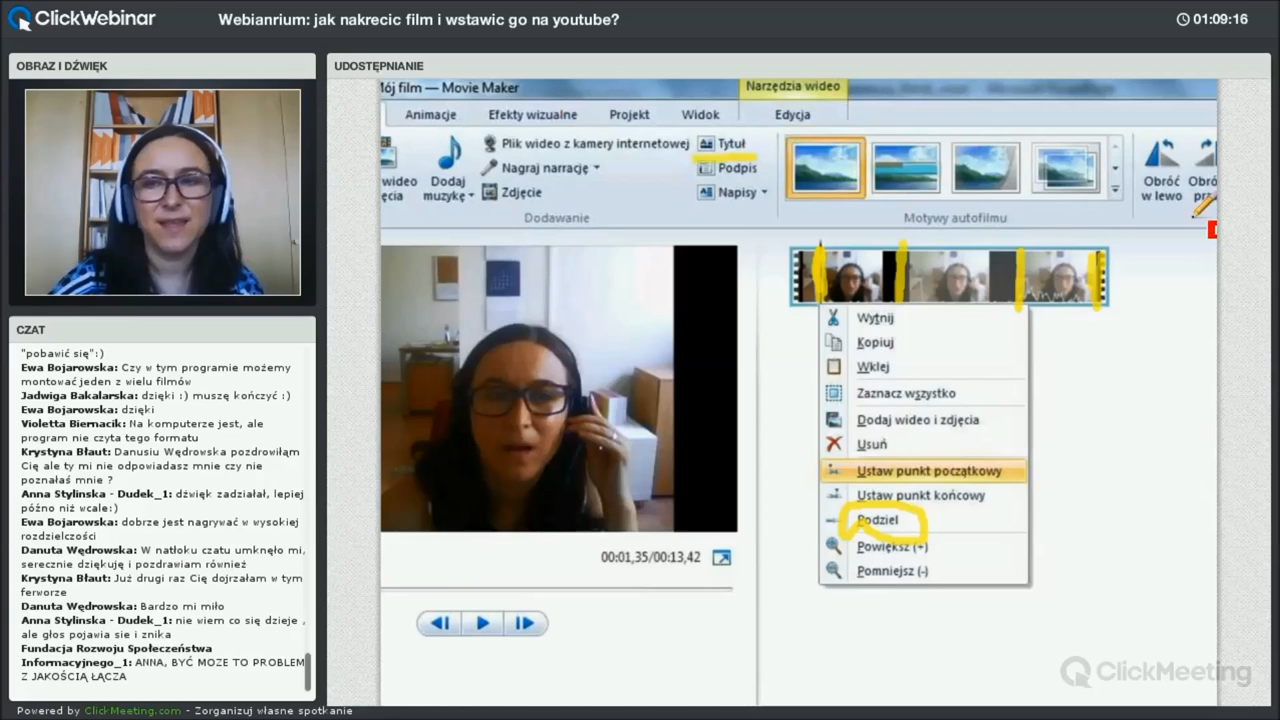 ClickWebinar
Webianrium: jak nakrecic film i wstawic go na youtube?
01:09:16
OBRAZ I DŹWIĘK
CZAT
"pobawić się":)
Ewa Bojarowska: Czy w tym programie możemy
montować jeden z wielu filmów
Jadwiga Bakalarska: dzięki :) muszę kończyć :)
Ewa Bojarowska: dzięki
Violetta Biernacik: Na komputerze jest, ale
program nie czyta tego formatu
Krystyna Błaut: Danusiu Wędrowska pozdrowiłąm
Cię ale ty mi nie odpowiadasz mnie czy nie
poznałaś mnie ?
Anna Stylinska - Dudek_1: dźwięk zadziałał, lepiej
późno niż wcale:)
Ewa Bojarowska: dobrze jest nagrywać w wysokiej
rozdzielczości
Danuta Wędrowska: W natłoku czatu umknęło mi,
serecznie dziękuję i pozdrawiam również
Krystyna Błaut: Już drugi raz Cię dojrzałam w tym
ferworze
Danuta Wędrowska: Bardzo mi miło
Anna Stylinska - Dudek_1: nie wiem co się dzieje ,
ale głos pojawia sie i znika
Fundacja Rozwoju Społeczeństwa
Informacyjnego_1: ANNA, BYĆ MOZE TO PROBLEM
Z JAKOŚCIĄ ŁĄCZA
UDOSTĘPNIANIE
Mój film — Movie Maker
Narzędzia wideo
Animacje
Efekty wizualne
Projekt
Widok
Edycja
wideo
ęcia
Dodaj
muzykę
Plik wideo z kamery internetowej
Nagraj narrację
Zdjęcie
Tytuł
Podpis
Napisy
Dodawanie
Motywy autofilmu
Obróć
w lewo
Obró
pra
00:01,35/00:13,42
Wytnij
Kopiuj
Wklej
Zaznacz wszystko
Dodaj wideo i zdjęcia
Usuń
Ustaw punkt początkowy
Ustaw punkt końcowy
Podziel
Powiększ (+)
Pomniejsz (-)
ClickMeeting
Powered by ClickMeeting.com - Zorganizuj własne spotkanie